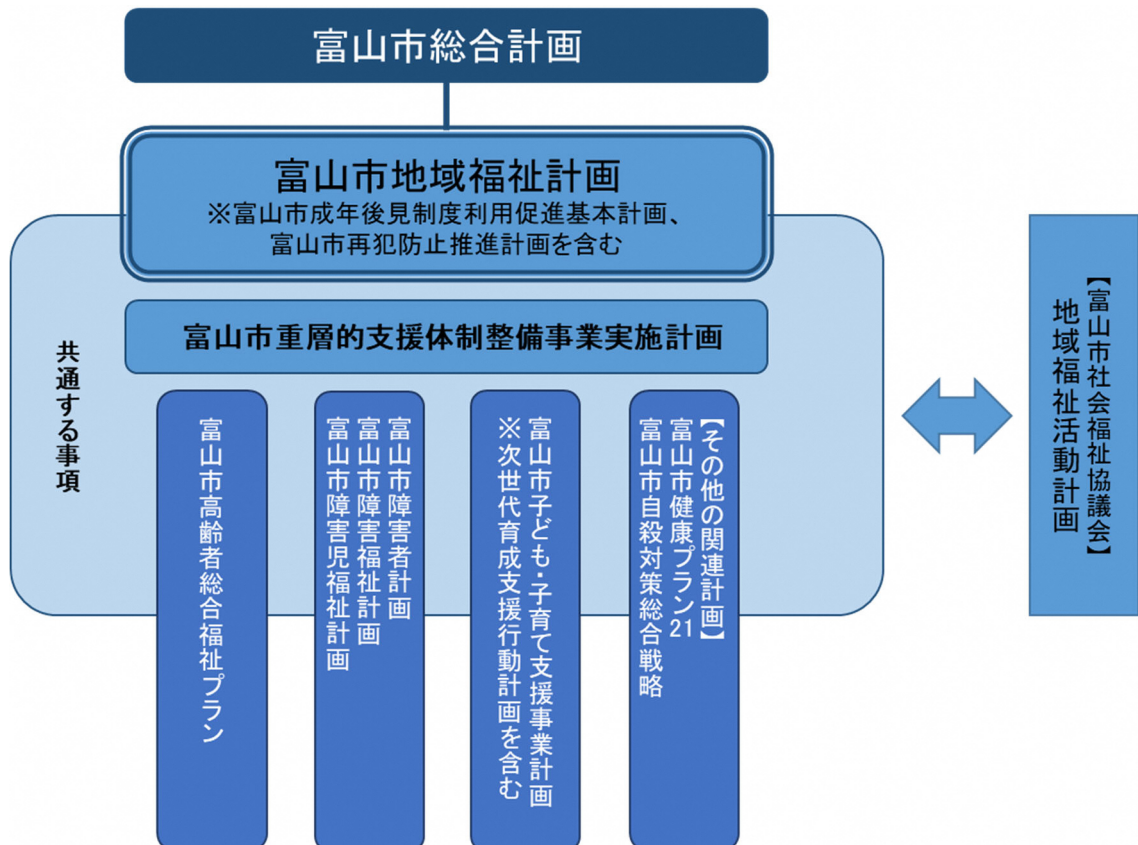 富山市総合計画
富山市地域福祉計画
※富山市成年後見制度利用促進基本計画、
富山市再犯防止推進計画を含む
富山市重層的支援体制整備事業実施計画
共通する事項
富山市高齢者総合福祉プラン
富山市障害者計画
富山市障害福祉計画
富山市障害児福祉計画
富山市子ども・子育て支援事業計画
※次世代育成支援行動計画を含む
【その他の関連計画】
富山市健康プラン21
富山市自殺対策総合戦略
【富山市社会福祉協議会】
地域福祉活動計画